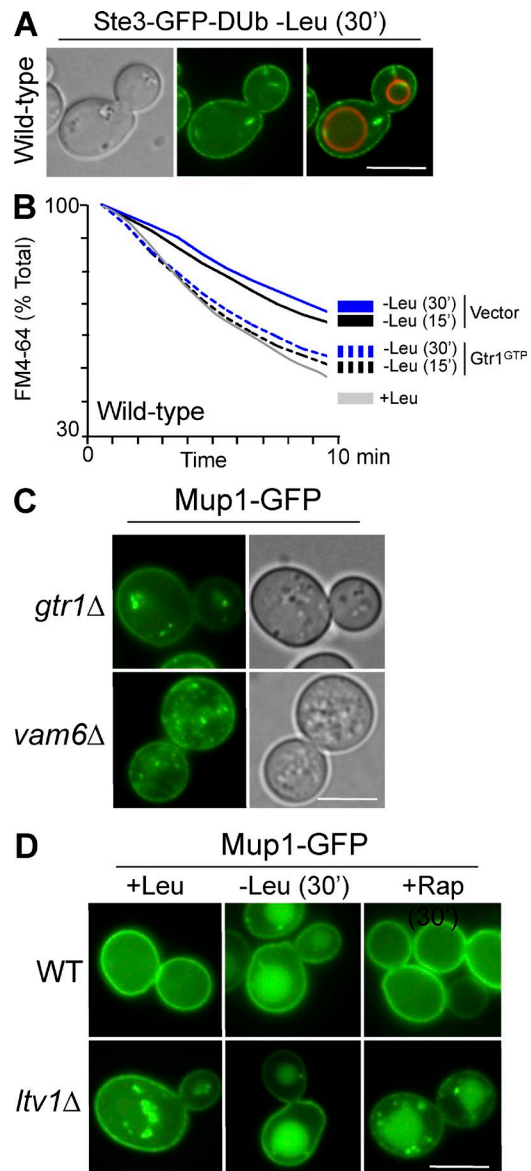 A
Ste3-GFP-DUb -Leu (30’)
Wild-type
B
100
FM4-64 (% Total)
30
0
Time
10 min
Wild-type
-Leu (30’)
-Leu (15’)
Vector
-Leu (30’)
-Leu (15’)
Gtr1GTP
+Leu
C
Mup1-GFP
gtr1Δ
vam6Δ
D
Mup1-GFP
+Leu
-Leu (30’)
+Rap
(30’)
WT
ltv1Δ